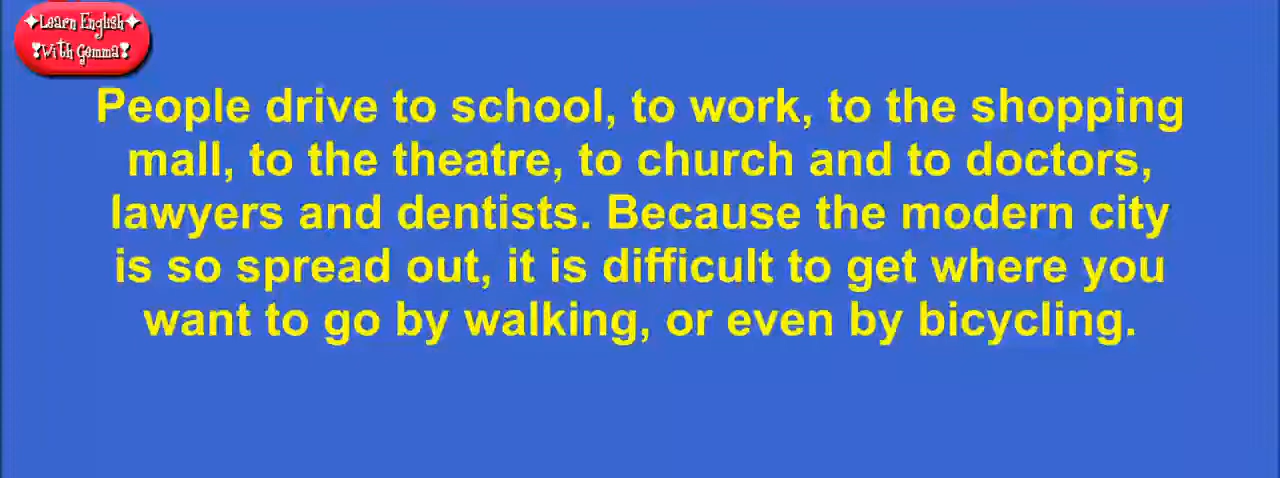 ✦Learn English✦
❣With Gemma❣
People drive to school, to work, to the shopping
mall, to the theatre, to church and to doctors,
lawyers and dentists. Because the modern city
is so spread out, it is difficult to get where you
want to go by walking, or even by bicycling.